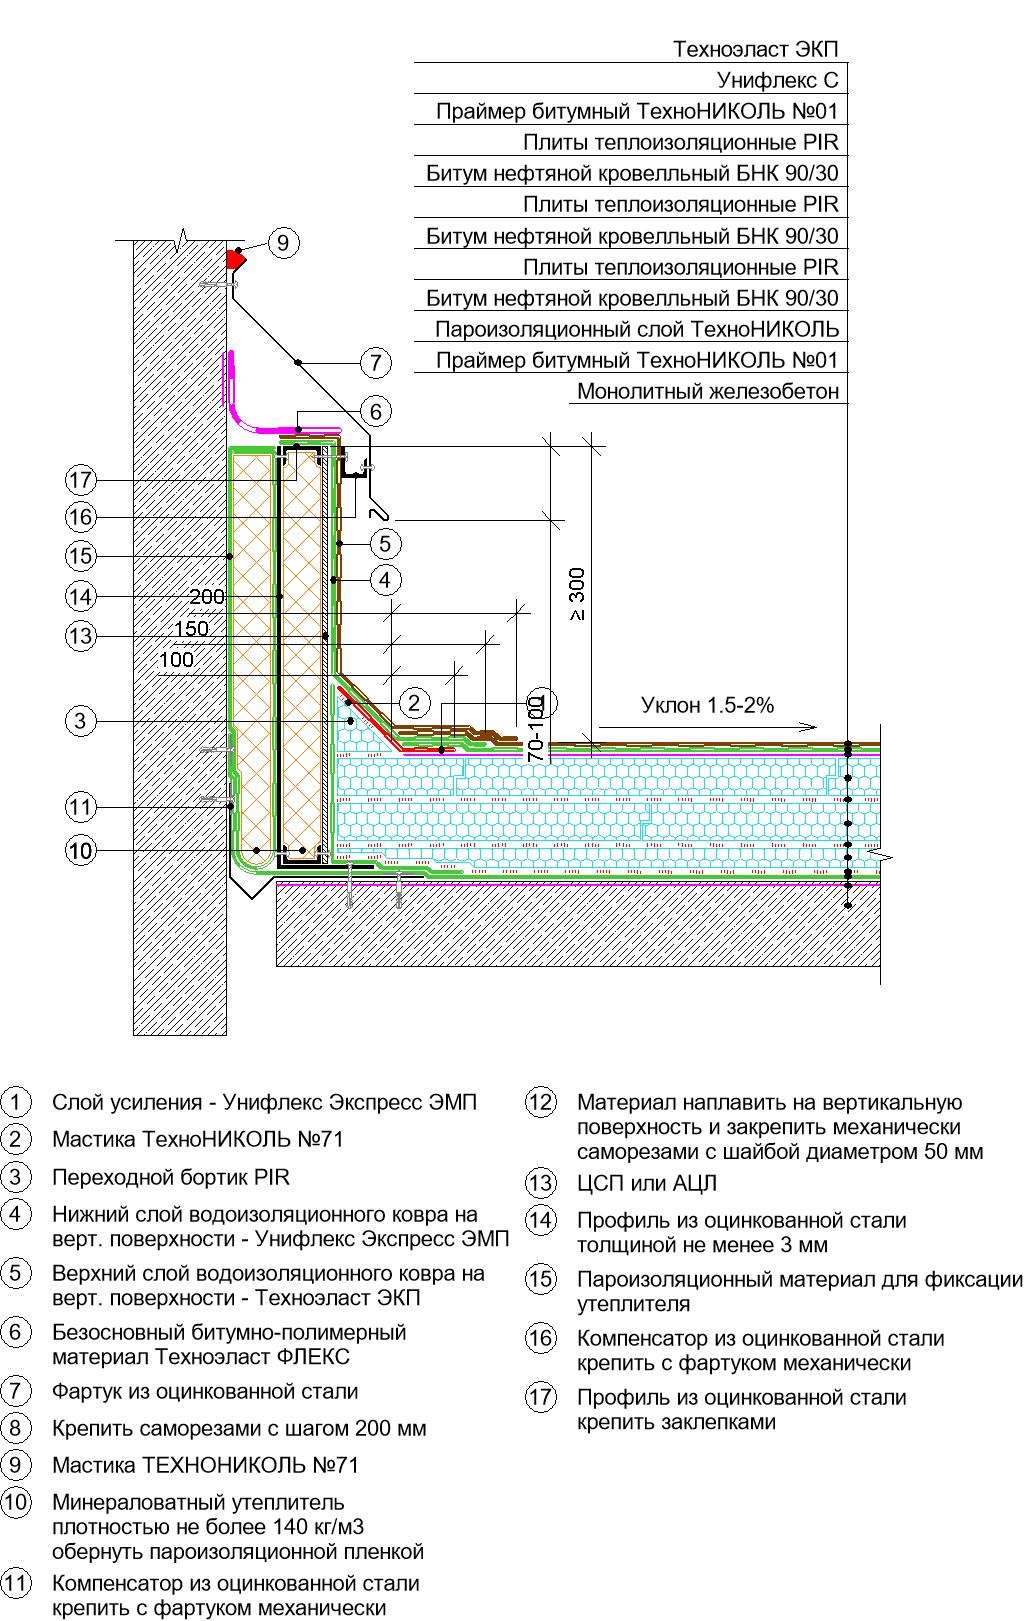 Техноэласт ЭКП
Унифлекс С
Праймер битумный ТехноНИКОЛЬ №01
Плиты теплоизоляционные PIR
Битум нефтяной кровелльный БНК 90/30
Плиты теплоизоляционные PIR
Битум нефтяной кровелльный БНК 90/30
Плиты теплоизоляционные PIR
Битум нефтяной кровелльный БНК 90/30
Пароизоляционный слой ТехноНИКОЛЬ
Праймер битумный ТехноНИКОЛЬ №01
Монолитный железобетон
9
7
6
17
16
15
5
4
14
200
≥ 300
13
150
100
2
1
70-100
Уклон 1.5-2%
3
11
10
1 Слой усиления - Унифлекс Экспресс ЭМП
2 Мастика ТехноНИКОЛЬ №71
3 Переходной бортик PIR
4 Нижний слой водоизоляционного ковра на
верт. поверхности - Унифлекс Экспресс ЭМП
5 Верхний слой водоизоляционного ковра на
верт. поверхности - Техноэласт ЭКП
6 Безосновный битумно-полимерный
материал Техноэласт ФЛЕКС
7 Фартук из оцинкованной стали
8 Крепить саморезами с шагом 200 мм
9 Мастика ТЕХНОНИКОЛЬ №71
10 Минераловатный утеплитель
плотностью не более 140 кг/м3
обернуть пароизоляционной пленкой
11 Компенсатор из оцинкованной стали
крепить с фартуком механически
12 Материал наплавить на вертикальную
поверхность и закрепить механически
саморезами с шайбой диаметром 50 мм
13 ЦСП или АЦЛ
14 Профиль из оцинкованной стали
толщиной не менее 3 мм
15 Пароизоляционный материал для фиксации
утеплителя
16 Компенсатор из оцинкованной стали
крепить с фартуком механически
17 Профиль из оцинкованной стали
крепить заклепками